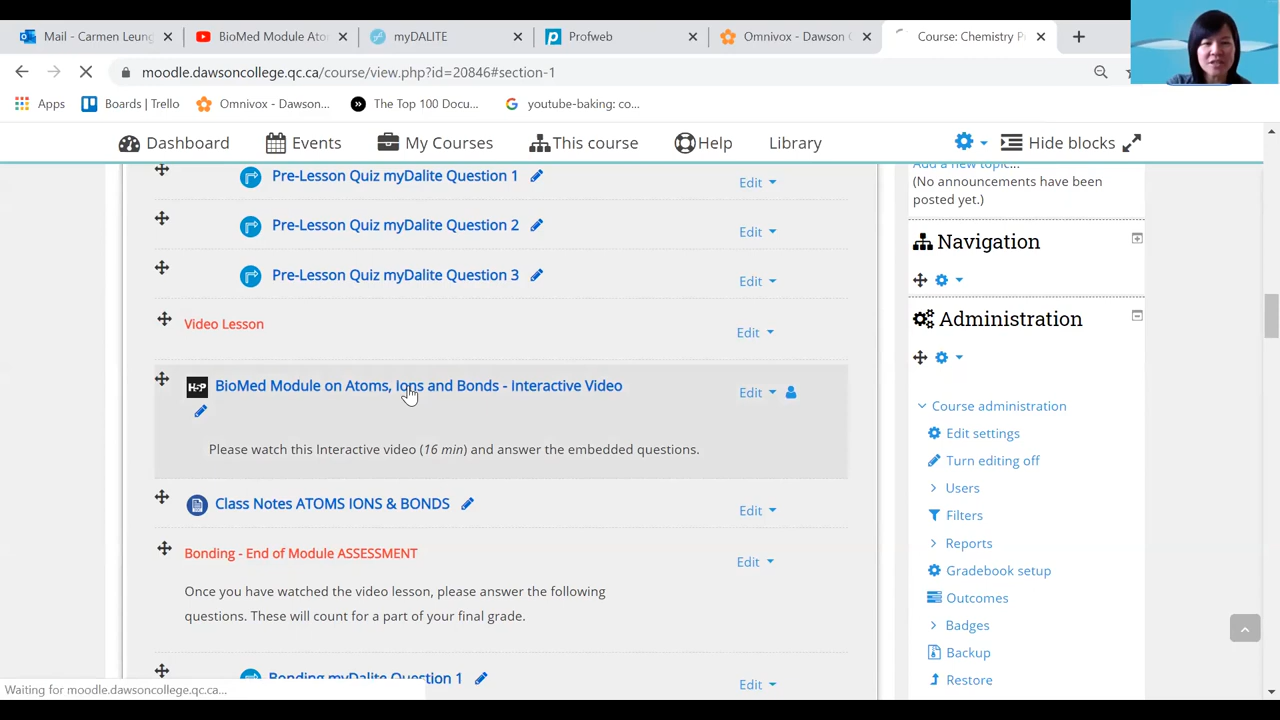 Mail - Carmen Leung
BioMed Module Ato
myDALITE
Profweb
Omnivox - Dawson C
Course: Chemistry P
moodle.dawsoncollege.qc.ca/course/view.php?id=20846#section-1
Apps
Boards | Trello
Omnivox - Dawson...
The Top 100 Docu...
youtube-baking: co...
Dashboard
Events
My Courses
This course
Help
Library
Hide blocks
Pre-Lesson Quiz myDalite Question 1
Edit
Pre-Lesson Quiz myDalite Question 2
Edit
Pre-Lesson Quiz myDalite Question 3
Edit
Video Lesson
Edit
H-P
BioMed Module on Atoms, Ions and Bonds - Interactive Video
Edit
Please watch this Interactive video (16 min) and answer the embedded questions.
Class Notes ATOMS IONS & BONDS
Edit
Bonding - End of Module ASSESSMENT
Edit
Once you have watched the video lesson, please answer the following
questions. These will count for a part of your final grade.
Bonding myDalite Question 1
Edit
Add a new topic...
(No announcements have been
posted yet.)
Navigation
Administration
Course administration
Edit settings
Turn editing off
Users
Filters
Reports
Gradebook setup
Outcomes
Badges
Backup
Restore
Waiting for moodle.dawsoncollege.qc.ca...